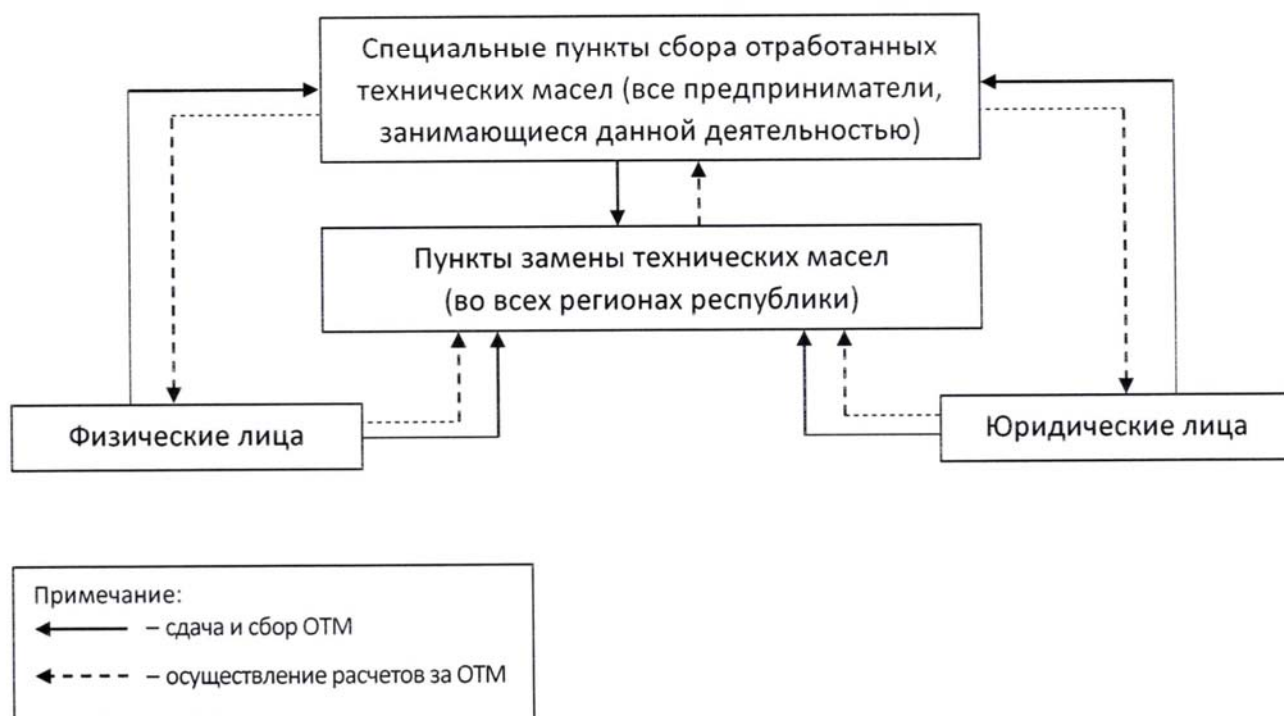 Специальные пункты сбора отработанных
технических масел (все предприниматели,
занимающиеся данной деятельностью)
Пункты замены технических масел
(во всех регионах республики)
Физические лица
Юридические лица
Примечание:
– сдача и сбор ОТМ
– осуществление расчетов за ОТМ